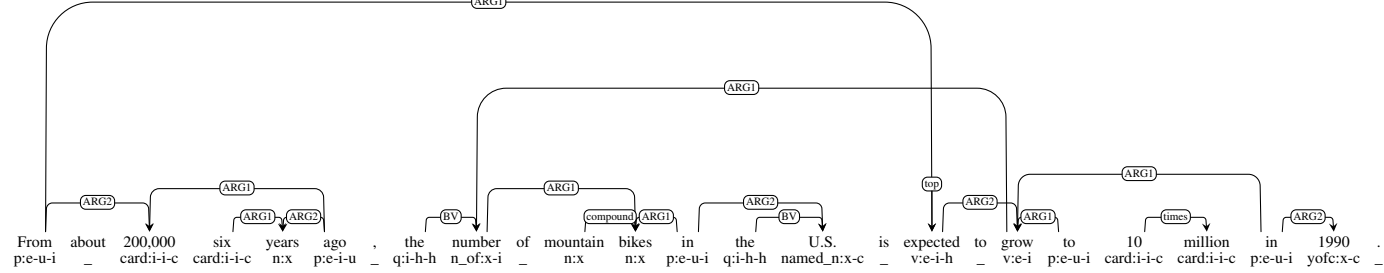 ARG1
ARG1
ARG1
top
ARG1 ARG1
ARG2 ARG2 ARG2
ARG1 ARG2 BV compound ARG1 BV ARG1 times ARG2
From about 200,000 six years ago , the number of mountain bikes in the U.S. is expected to grow to 10 million in 1990 .
p:e-u-i _ card:i-i-c card:i-i-c n:x p:e-i-u _ q:i-h-h n_of:x-i _ n:x n:x p:e-u-i q:i-h-h named_n:x-c _ v:e-i-h _ v:e-i p:e-u-i card:i-i-c card:i-i-c p:e-u-i yofc:x-c _